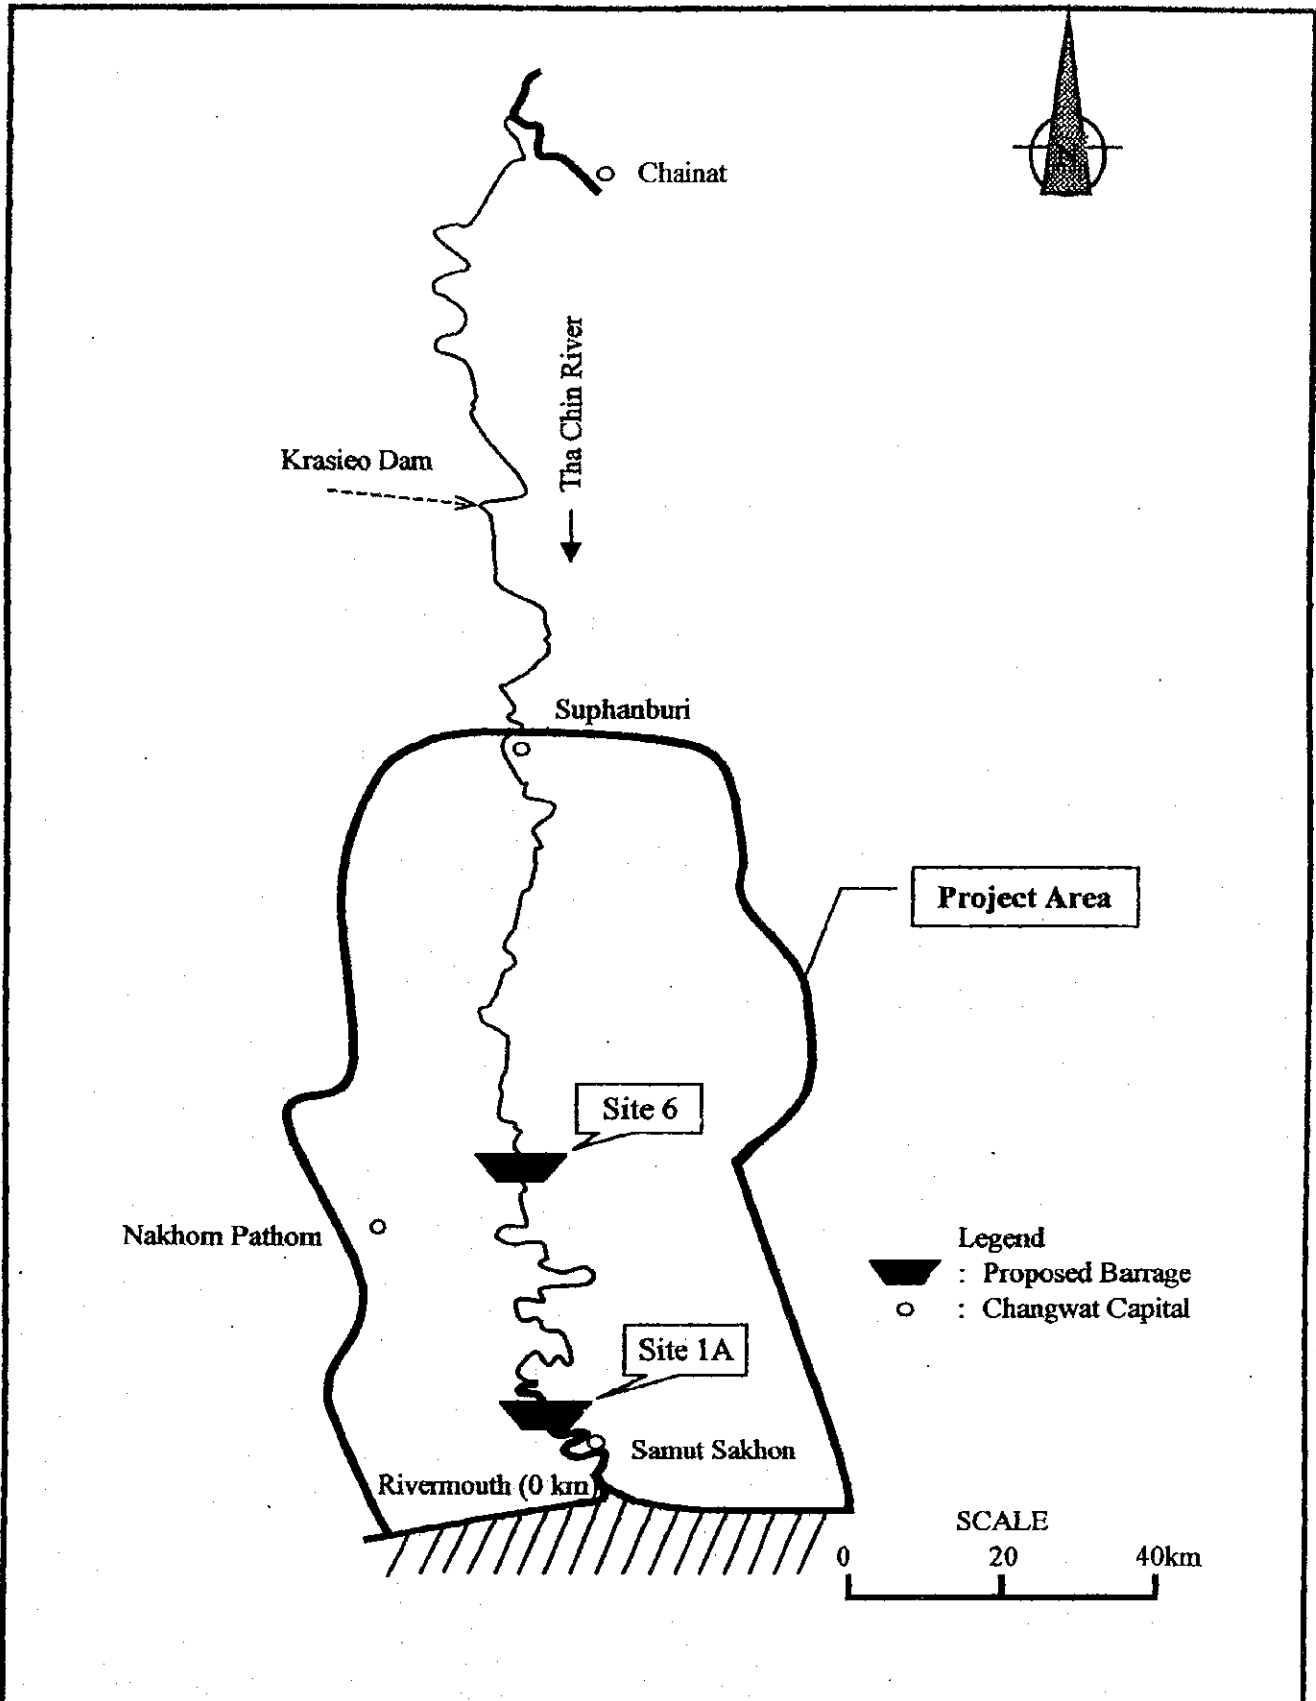 N
Chainat
Tha Chin River
Krasieo Dam
Suphanburi
Project Area
Site 6
Nakhom Pathom
Legend
: Proposed Barrage
: Changwat Capital
Site 1A
Samut Sakhon
Rivermouth (0 km)
SCALE
0 20 40km